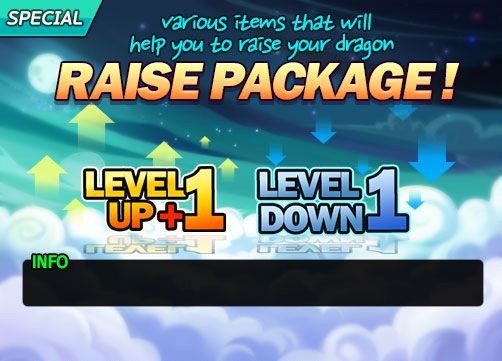 SPECIAL
various items that will
help you to raise your dragon
RAISE PACKAGE!
LEVEL
UP+1
LEVEL
DOWN 1
INFO